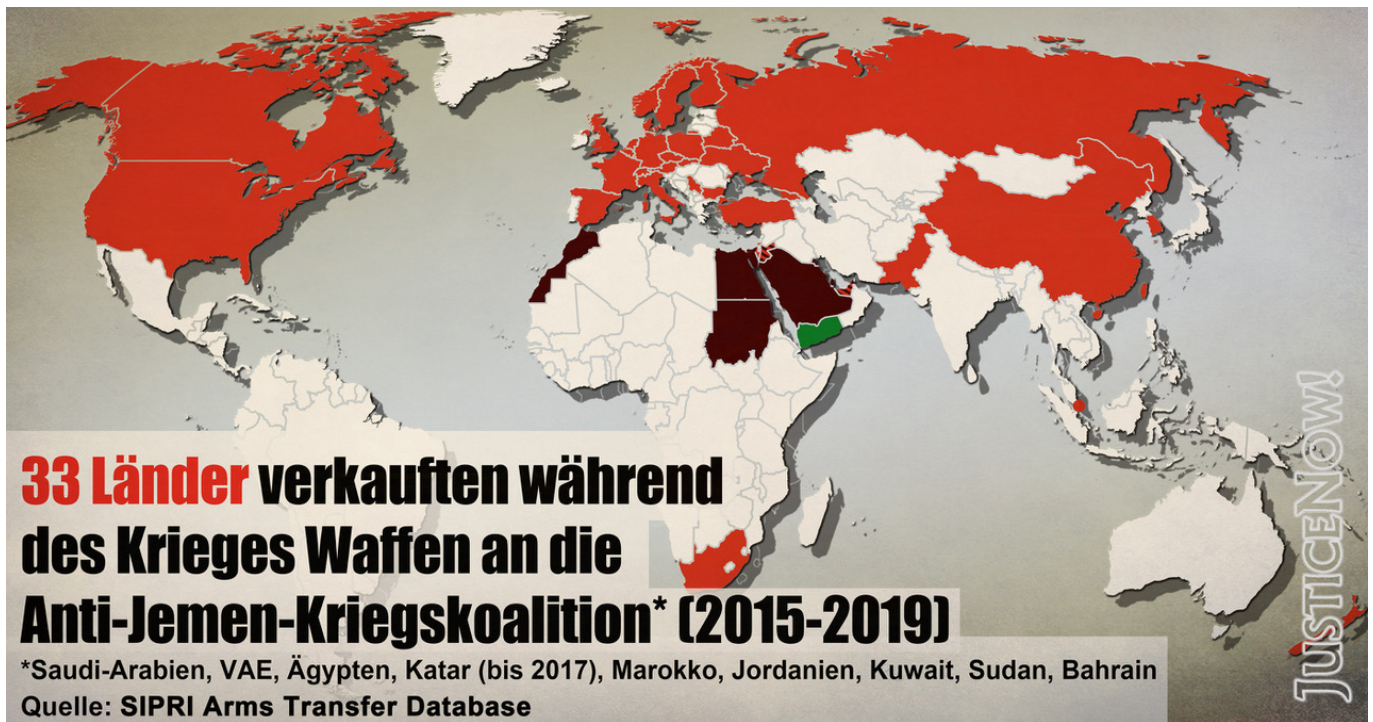 33 Länder verkauften während
des Krieges Waffen an die
Anti-Jemen-Kriegskoalition* (2015-2019)
*Saudi-Arabien, VAE, Ägypten, Katar (bis 2017), Marokko, Jordanien, Kuwait, Sudan, Bahrain
Quelle: SIPRI Arms Transfer Database
JUSTICENOW!